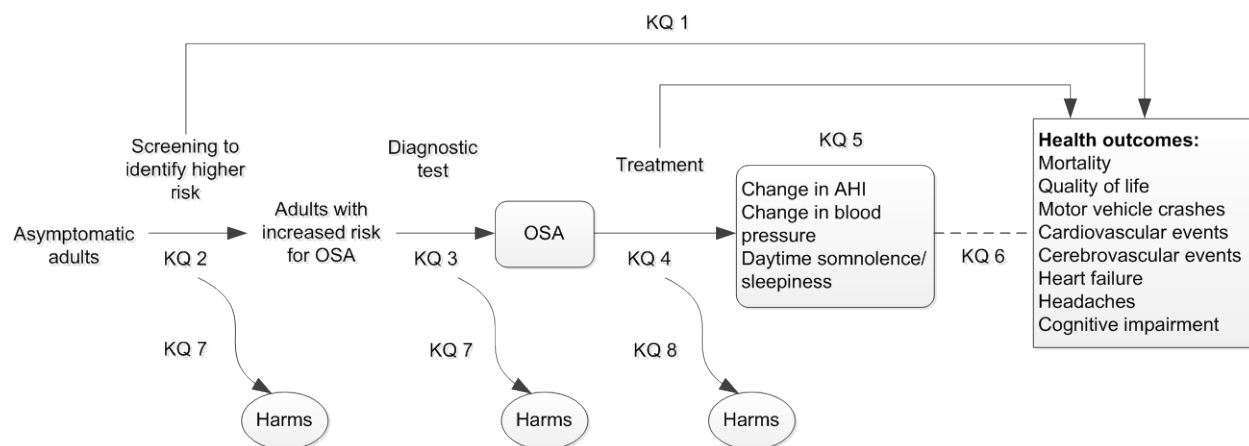 KQ 1
Screening to
identify higher
risk
Diagnostic
test
Treatment
KQ 5
Health outcomes:
Mortality
Quality of life
Motor vehicle crashes
Cardiovascular events
Cerebrovascular events
Heart failure
Headaches
Cognitive impairment
Asymptomatic
adults
KQ 2
Adults with
increased risk
for OSA
KQ 3
OSA
KQ 4
Change in AHI
Change in blood
pressure
Daytime somnolence/
sleepiness
KQ 6
KQ 7
KQ 7
KQ 8
Harms
Harms
Harms